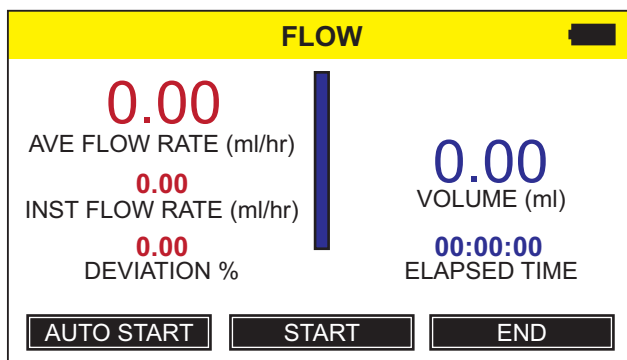 FLOW
0.00
AVE FLOW RATE (ml/hr)
0.00
INST FLOW RATE (ml/hr)
0.00
DEVIATION %
0.00
VOLUME (ml)
00:00:00
ELAPSED TIME
AUTO START
START
END